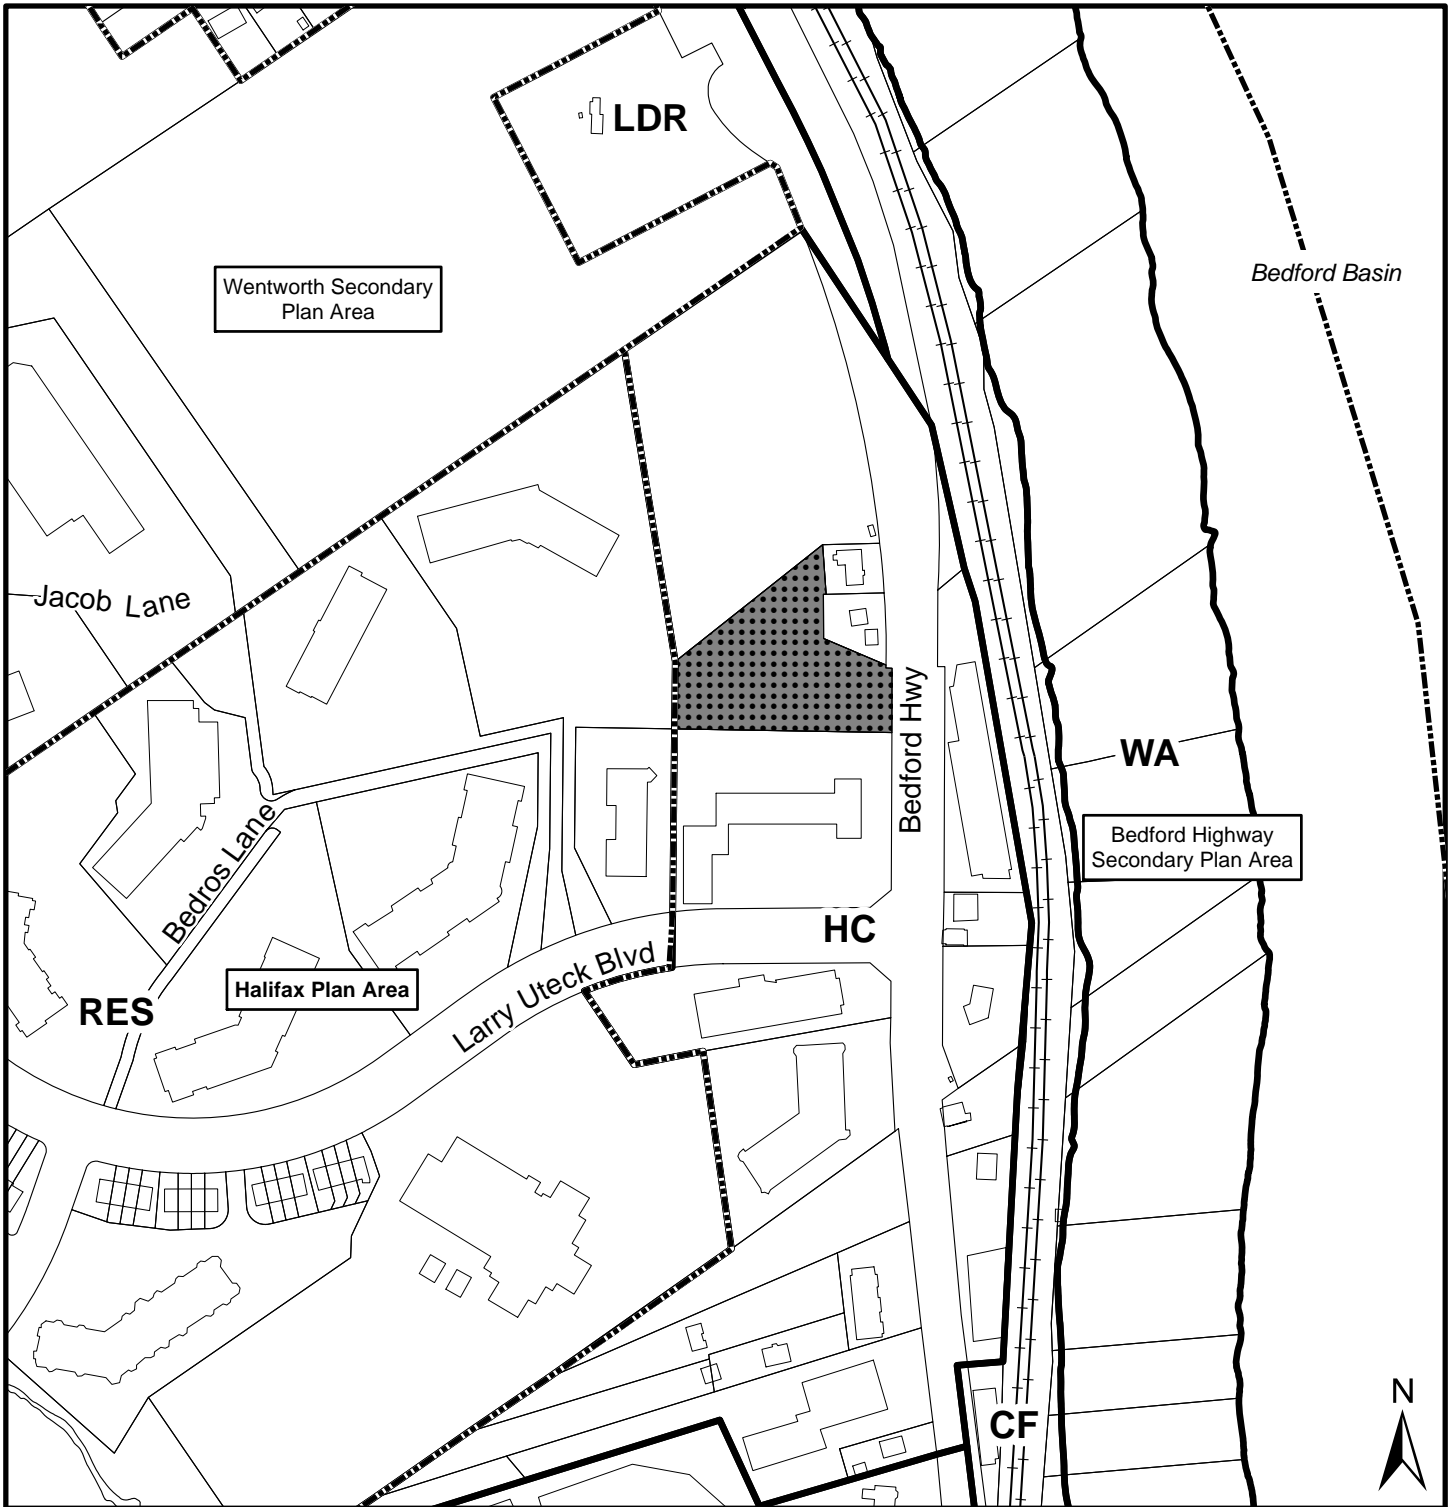 LDR
Wentworth Secondary
Plan Area
Bedford Basin
Jacob Lane
Bedford Hwy
WA
Bedford Highway
Secondary Plan Area
Bedros Lane
HC
Larry Uteck Blvd
Halifax Plan Area
RES
N
CF